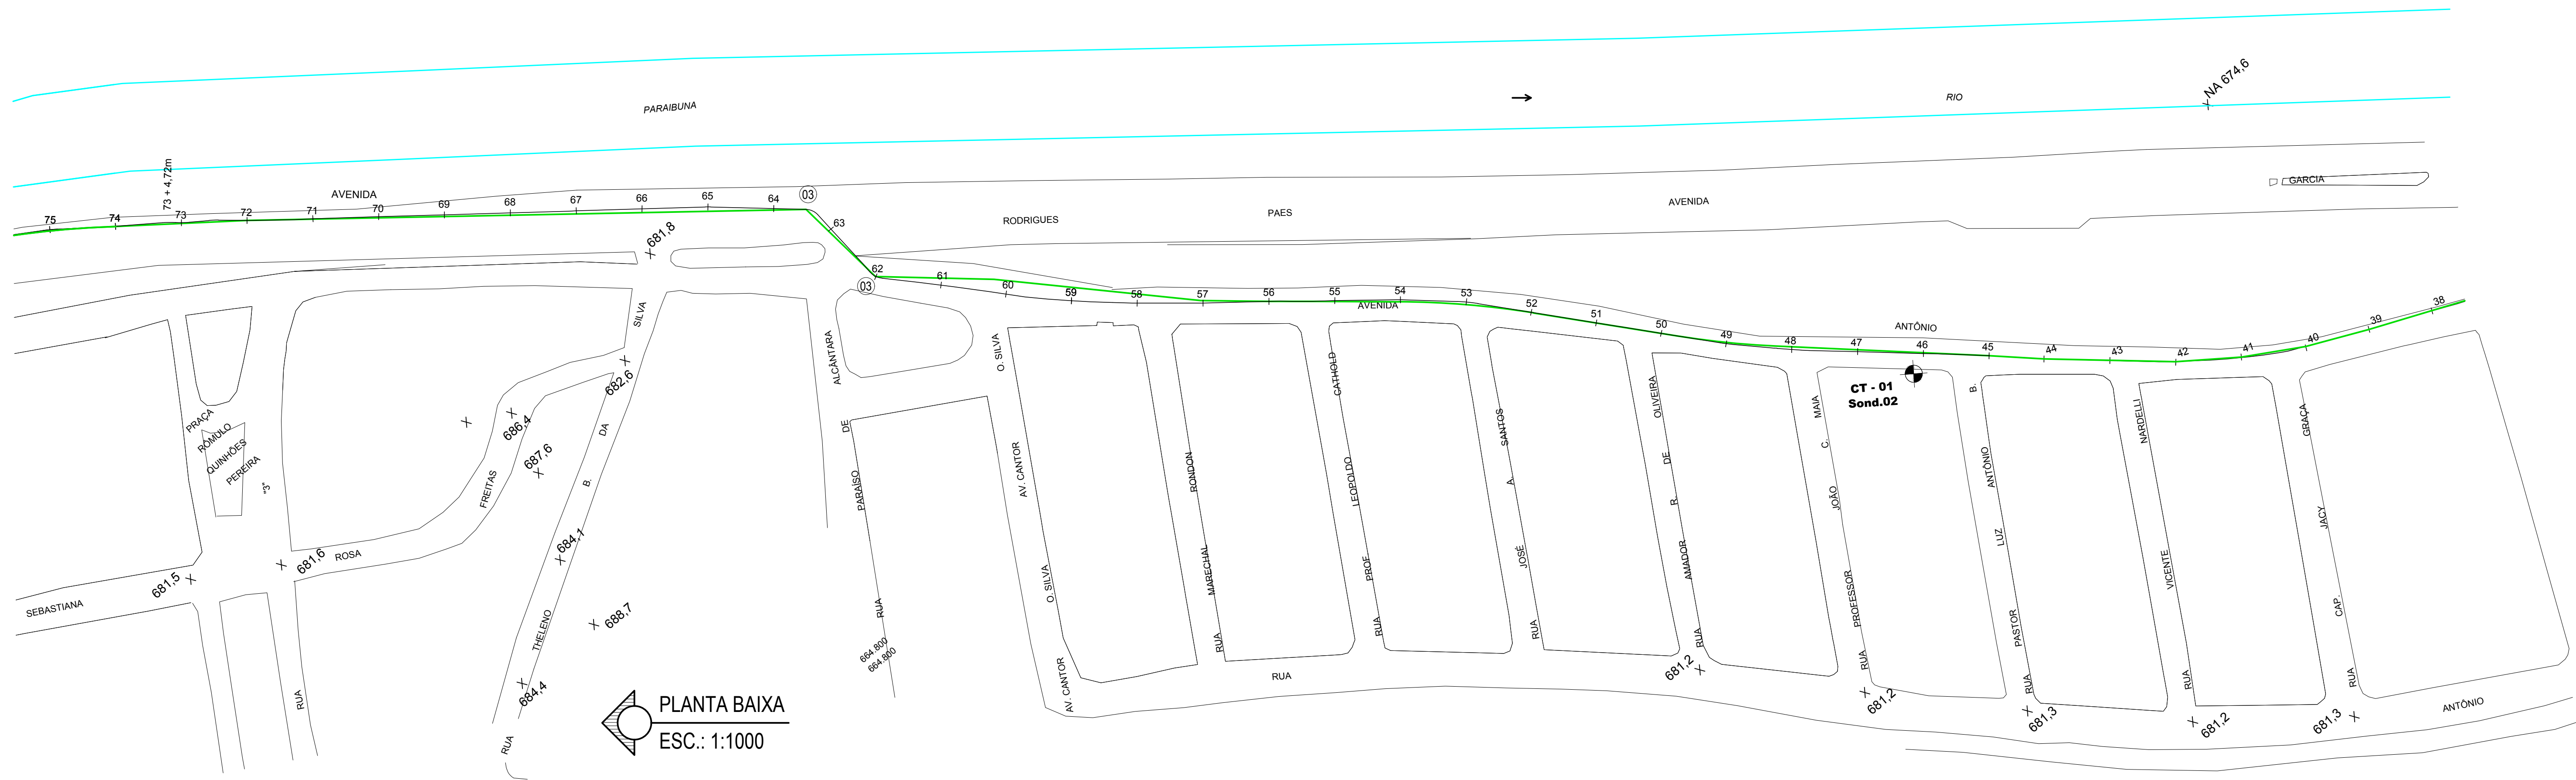 NA 674,6
RIO
PARAIBUNA
73 + 4,72m
AVENIDA
GARCIA
AVENIDA
PAES
RODRIGUES
03
75
74
73
72
71
70
69
68
67
66
65
64
63
62
61
60
59
58
57
56
55
54
53
52
51
50
49
48
47
46
45
44
43
42
41
40
39
38
03
681,8
AVENIDA
ANTÔNIO
CT - 01
Sond.02
PRAÇA
RÔMULO
QUINHÕES
PEREIRA
"3"
SILVA
DA
B.
THELENO
RUA
682,6
686,4
687,6
684,1
688,7
684,4
FREITAS
ROSA
681,6
681,5
SEBASTIANA
RUA
ALCÂNTARA
DE
PARAÍSO
RUA
664.800
664.800
O. SILVA
AV. CANTOR
O. SILVA
AV. CANTOR
RONDON
MARECHAL
RUA
CATHOLD
LEOPOLDO
PROF.
RUA
SANTOS
A.
JOSÉ
RUA
OLIVEIRA
DE
R.
AMADOR
RUA
MAIA
C.
JOÃO
PROFESSOR
RUA
B.
ANTÔNIO
LUZ
PASTOR
RUA
NARDELLI
VICENTE
RUA
GRAÇA
JACY
CAP.
RUA
RUA
681,2
681,2
681,3
681,2
681,3
ANTÔNIO
PLANTA BAIXA
ESC.: 1:1000